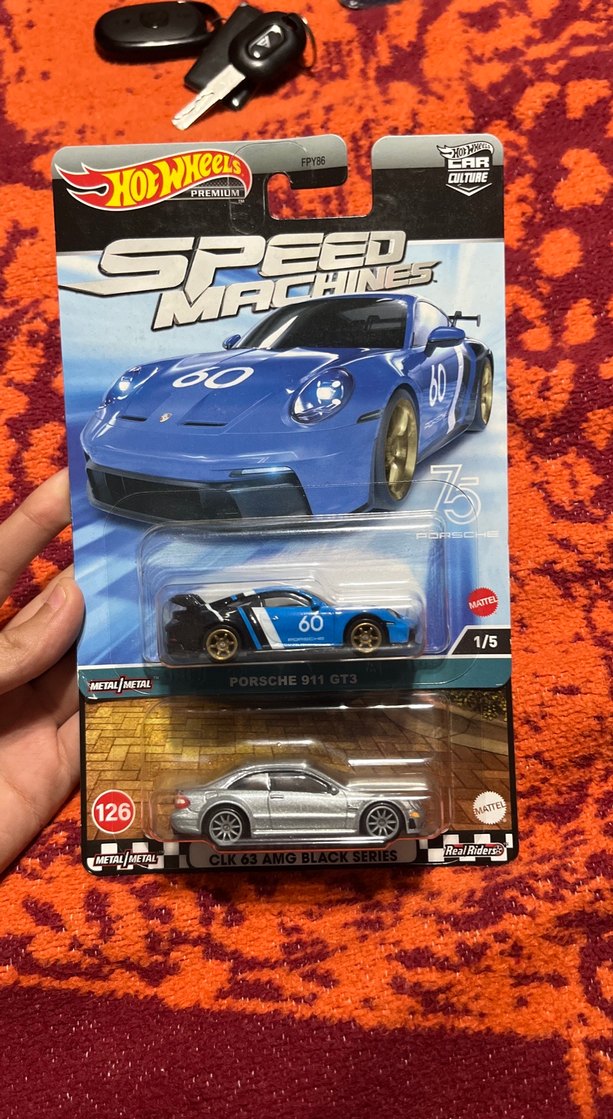 HOT WHEELS
PREMIUM
FPY86
HOT WHEELS
CAR
CULTURE
SPEED
MACHINES
60
60
75
PORSCHE
60
PORSCHE
MATTEL
1/5
METAL/METAL
PORSCHE 911 GT3
126
MATTEL
METAL/METAL
CLK 63 AMG BLACK SERIES
Real Riders